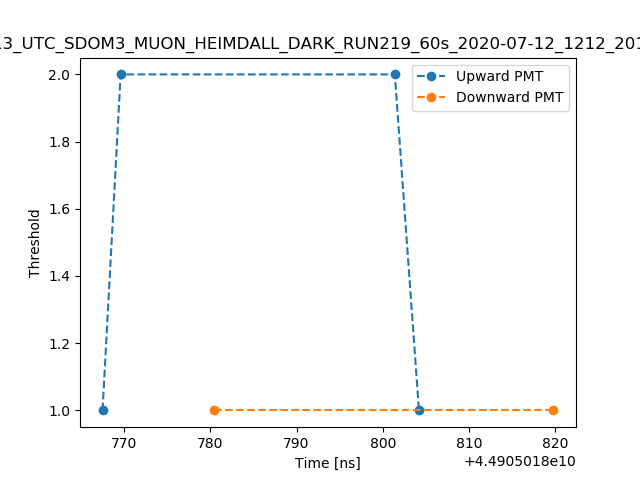 13_UTC_SDOM3_MUON_HEIMDALL_DARK_RUN219_60s_2020-07-12_1212_201
Upward PMT
Downward PMT
2.0
1.8
1.6
1.4
1.2
1.0
Threshold
770
780
790
800
810
820
Time [ns]
+4.4905018e10